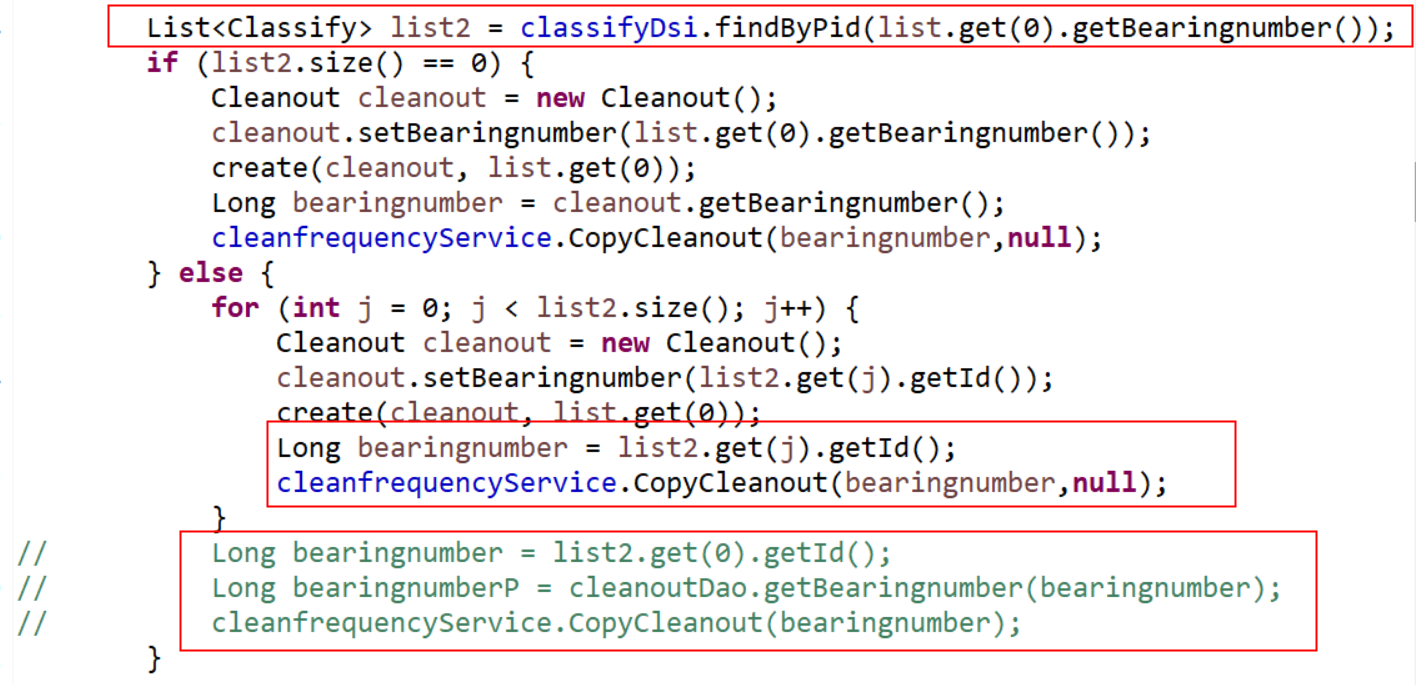 List<Classify> list2 = classifyDsi.findByPid(list.get(0).getBearingnumber());
if (list2.size() == 0) {
Cleanout cleanout = new Cleanout();
cleanout.setBearingnumber(list.get(0).getBearingnumber());
create(cleanout, list.get(0));
Long bearingnumber = cleanout.getBearingnumber();
cleanfrequencyService.CopyCleanout(bearingnumber,null);
} else {
for (int j = 0; j < list2.size(); j++) {
Cleanout cleanout = new Cleanout();
cleanout.setBearingnumber(list2.get(j).getId());
create(cleanout, list.get(0));
Long bearingnumber = list2.get(j).getId();
cleanfrequencyService.CopyCleanout(bearingnumber,null);
}
// Long bearingnumber = list2.get(0).getId();
// Long bearingnumberP = cleanoutDao.getBearingnumber(bearingnumber);
// cleanfrequencyService.CopyCleanout(bearingnumber);
}